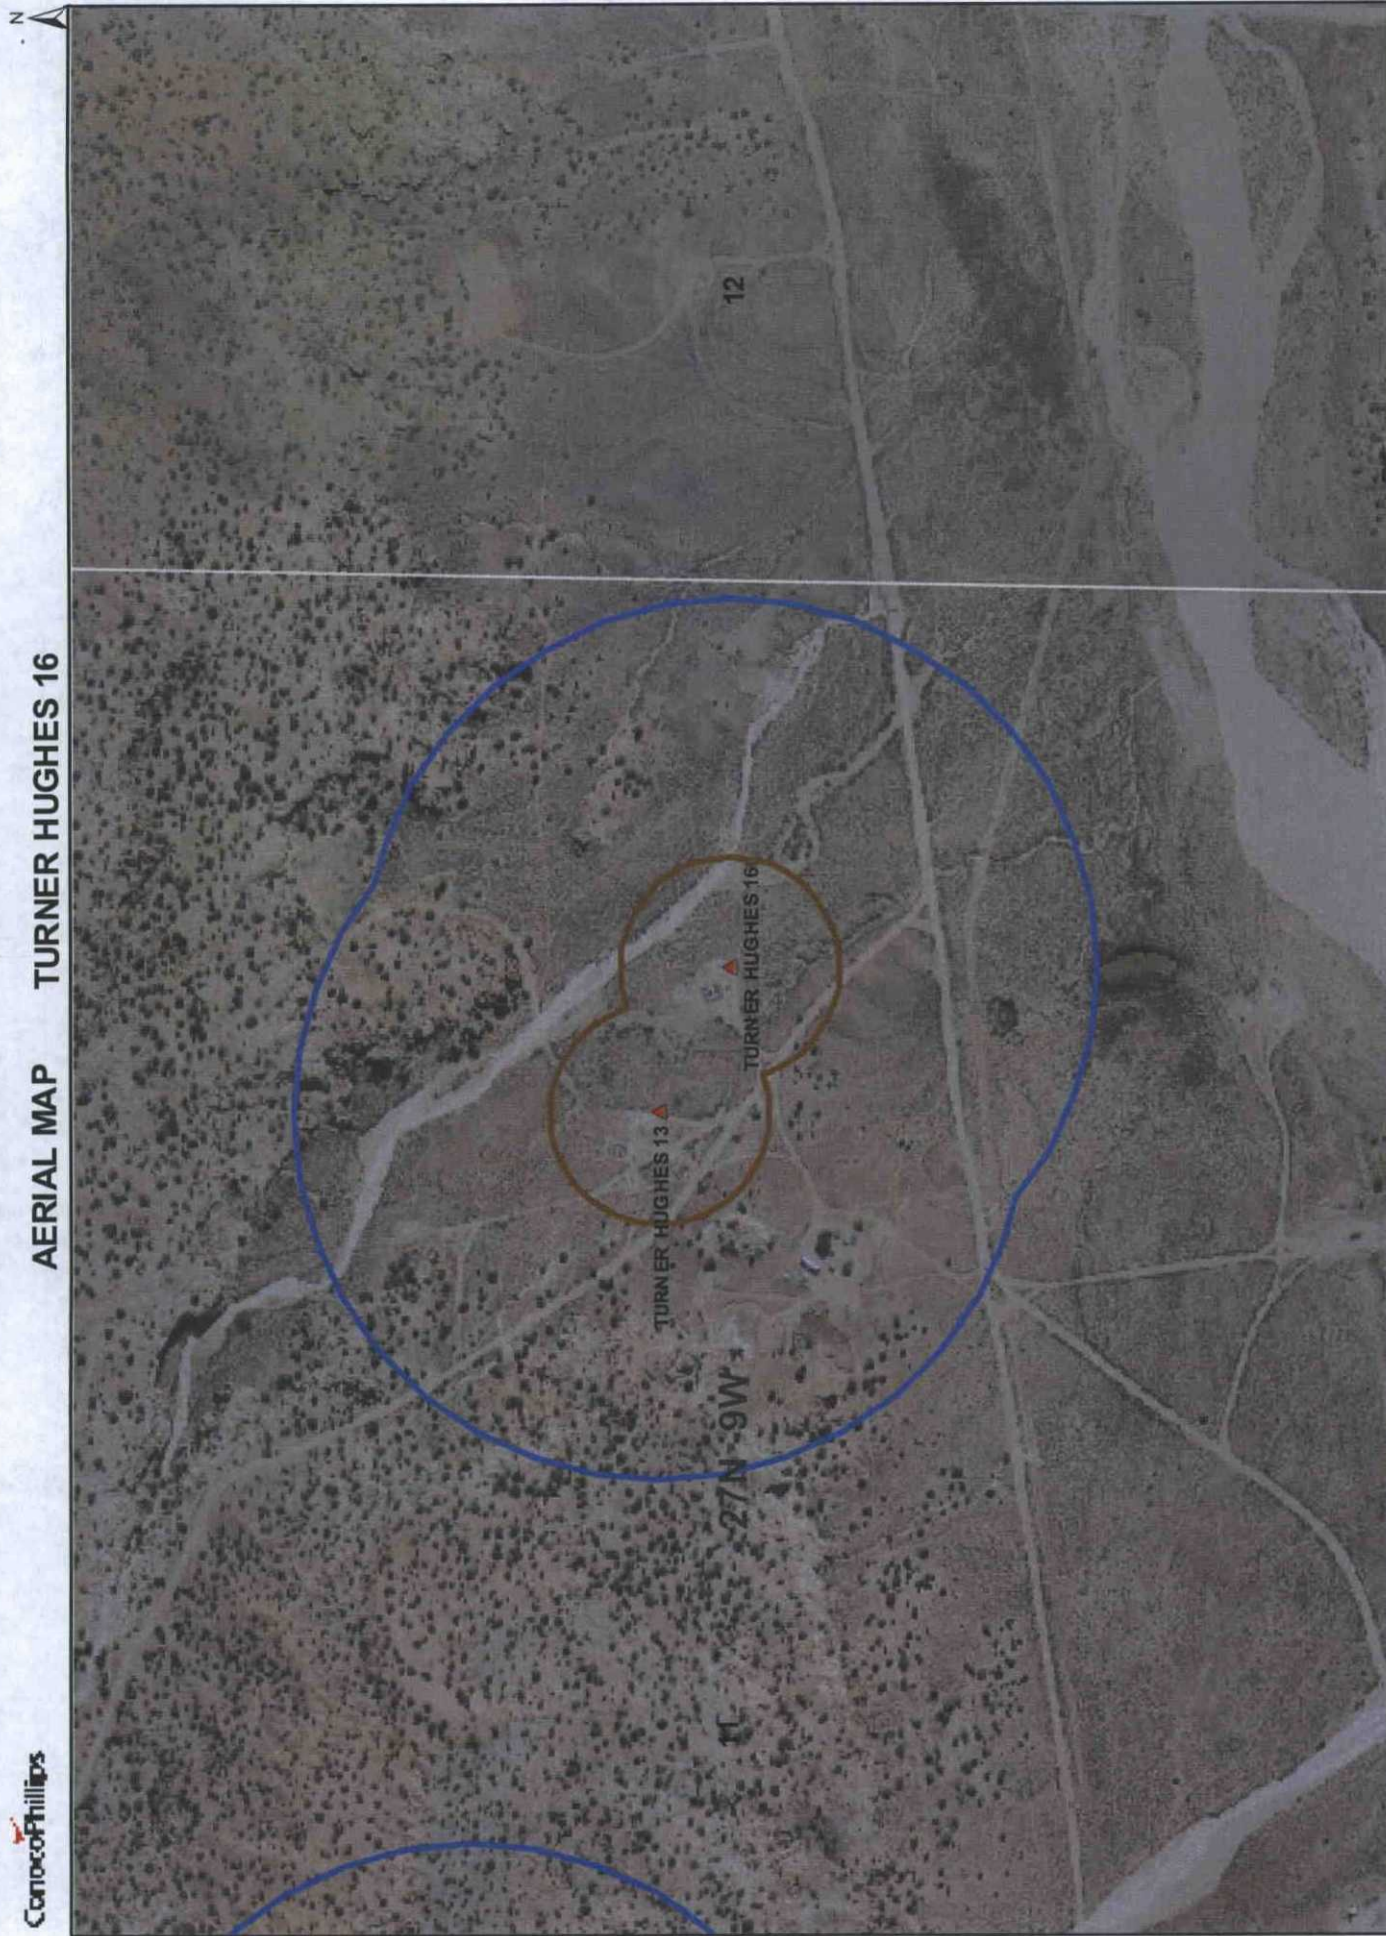 ConocoPhillips
AERIAL MAP TURNER HUGHES 16
N
12
TURNER HUGHES 16
TURNER HUGHES 13
27N 9W
11